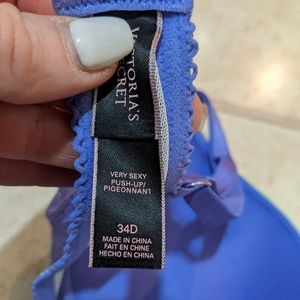 VICTORIA'S
SECRET
VERY SEXY
PUSH-UP/
PIGEONNANT
34D
MADE IN CHINA
FAIT EN CHINE
HECHO EN CHINA